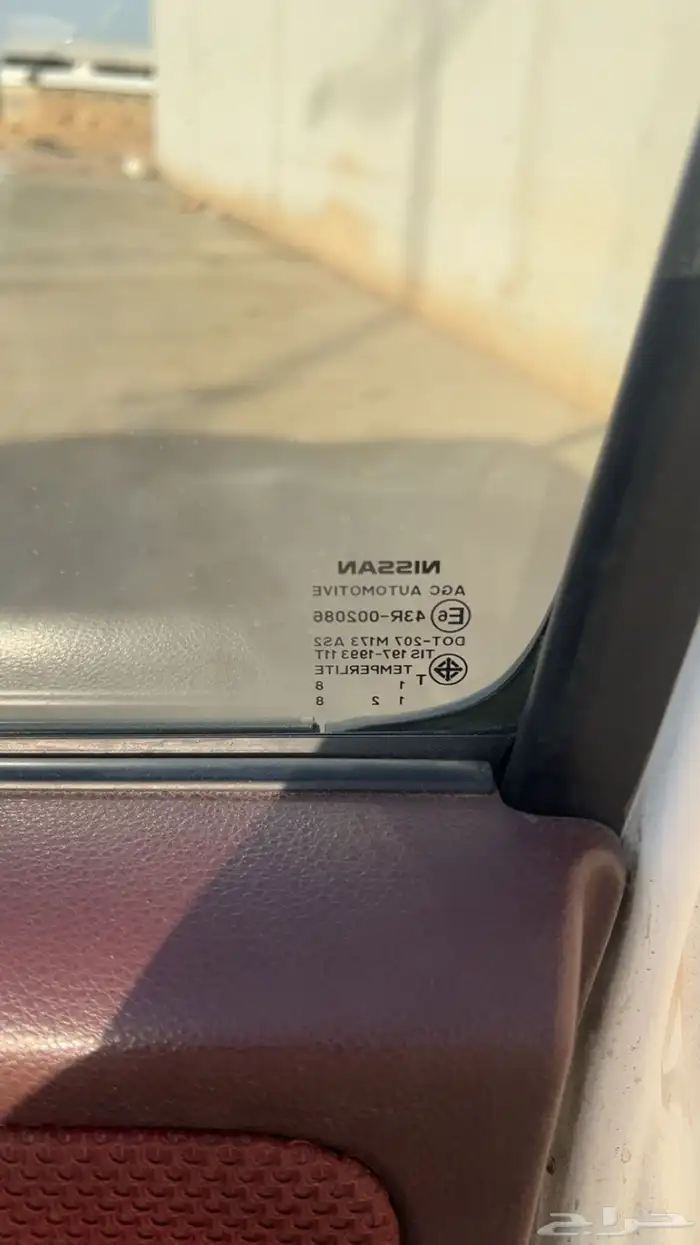 NISSAN
AGC AUTOMOTIVE
E6 43R-002086
DOT-207 M173 AS2
TIS 197-1993 11T
T TEMPERLITE
1 8
1 2 8
حراج